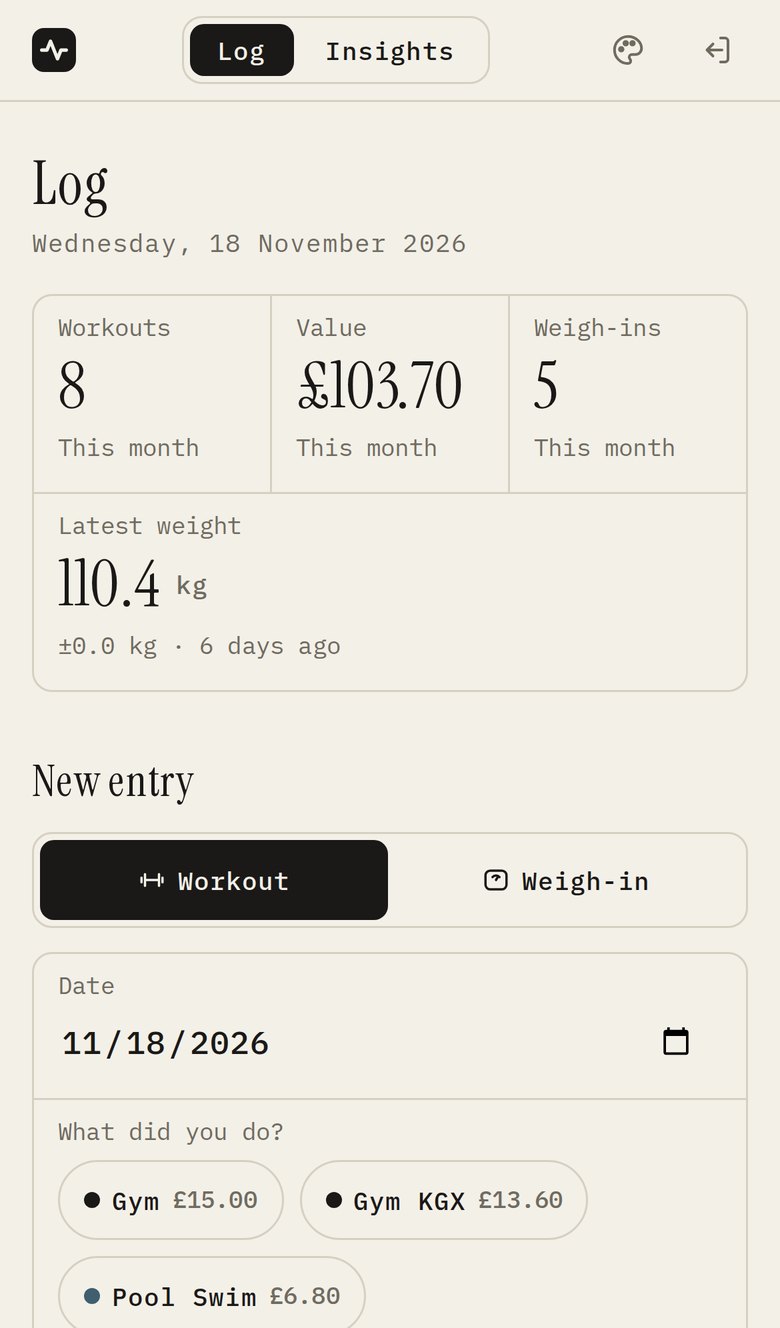 Log Insights
Log
Wednesday, 18 November 2026
Workouts Value Weigh-ins
8 £103.70 5
This month This month This month
Latest weight
110.4 kg
±0.0 kg · 6 days ago
New entry
Workout Weigh-in
Date
11/18/2026
What did you do?
Gym £15.00 Gym KGX £13.60
Pool Swim £6.80